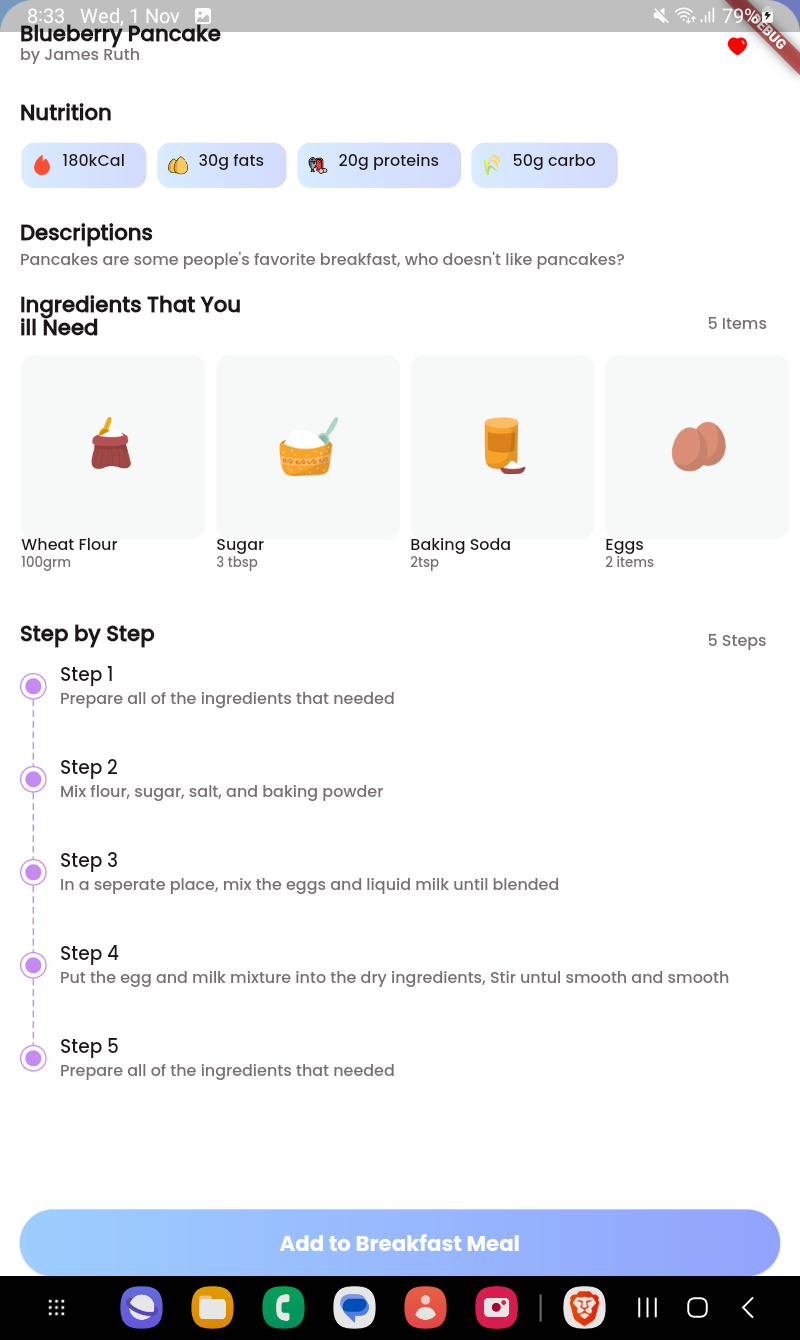 8:33 Wed, 1 Nov 79%
DEBUG
Blueberry Pancake
by James Ruth
Nutrition
180kCal 30g fats 20g proteins 50g carbo
Descriptions
Pancakes are some people's favorite breakfast, who doesn't like pancakes?
Ingredients That You
ill Need
5 Items
Wheat Flour Sugar Baking Soda Eggs
100grm 3 tbsp 2tsp 2 items
Step by Step
5 Steps
Step 1
Prepare all of the ingredients that needed
Step 2
Mix flour, sugar, salt, and baking powder
Step 3
In a seperate place, mix the eggs and liquid milk until blended
Step 4
Put the egg and milk mixture into the dry ingredients, Stir untul smooth and smooth
Step 5
Prepare all of the ingredients that needed
Add to Breakfast Meal